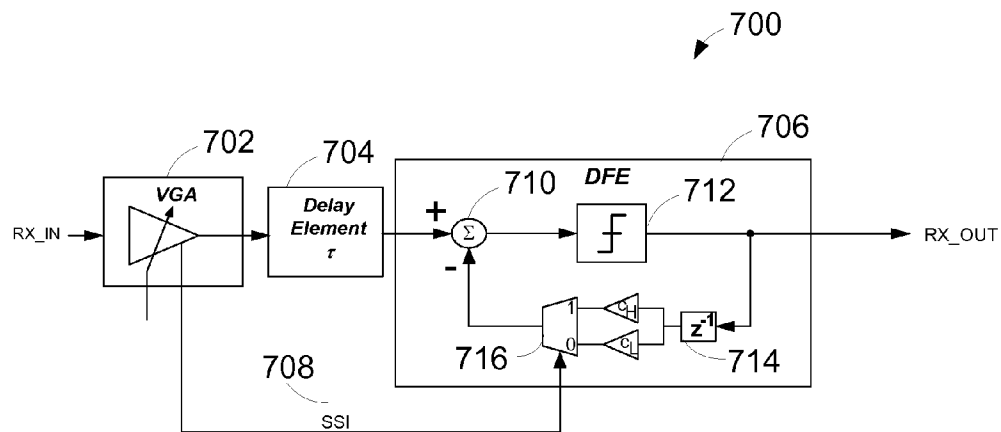 700
702
704
706
VGA
Delay
Element
τ
DFE
710
712
RX_IN
+
Σ
RX_OUT
-
1
0
c_H
c_L
z⁻¹
716
714
708
SSI